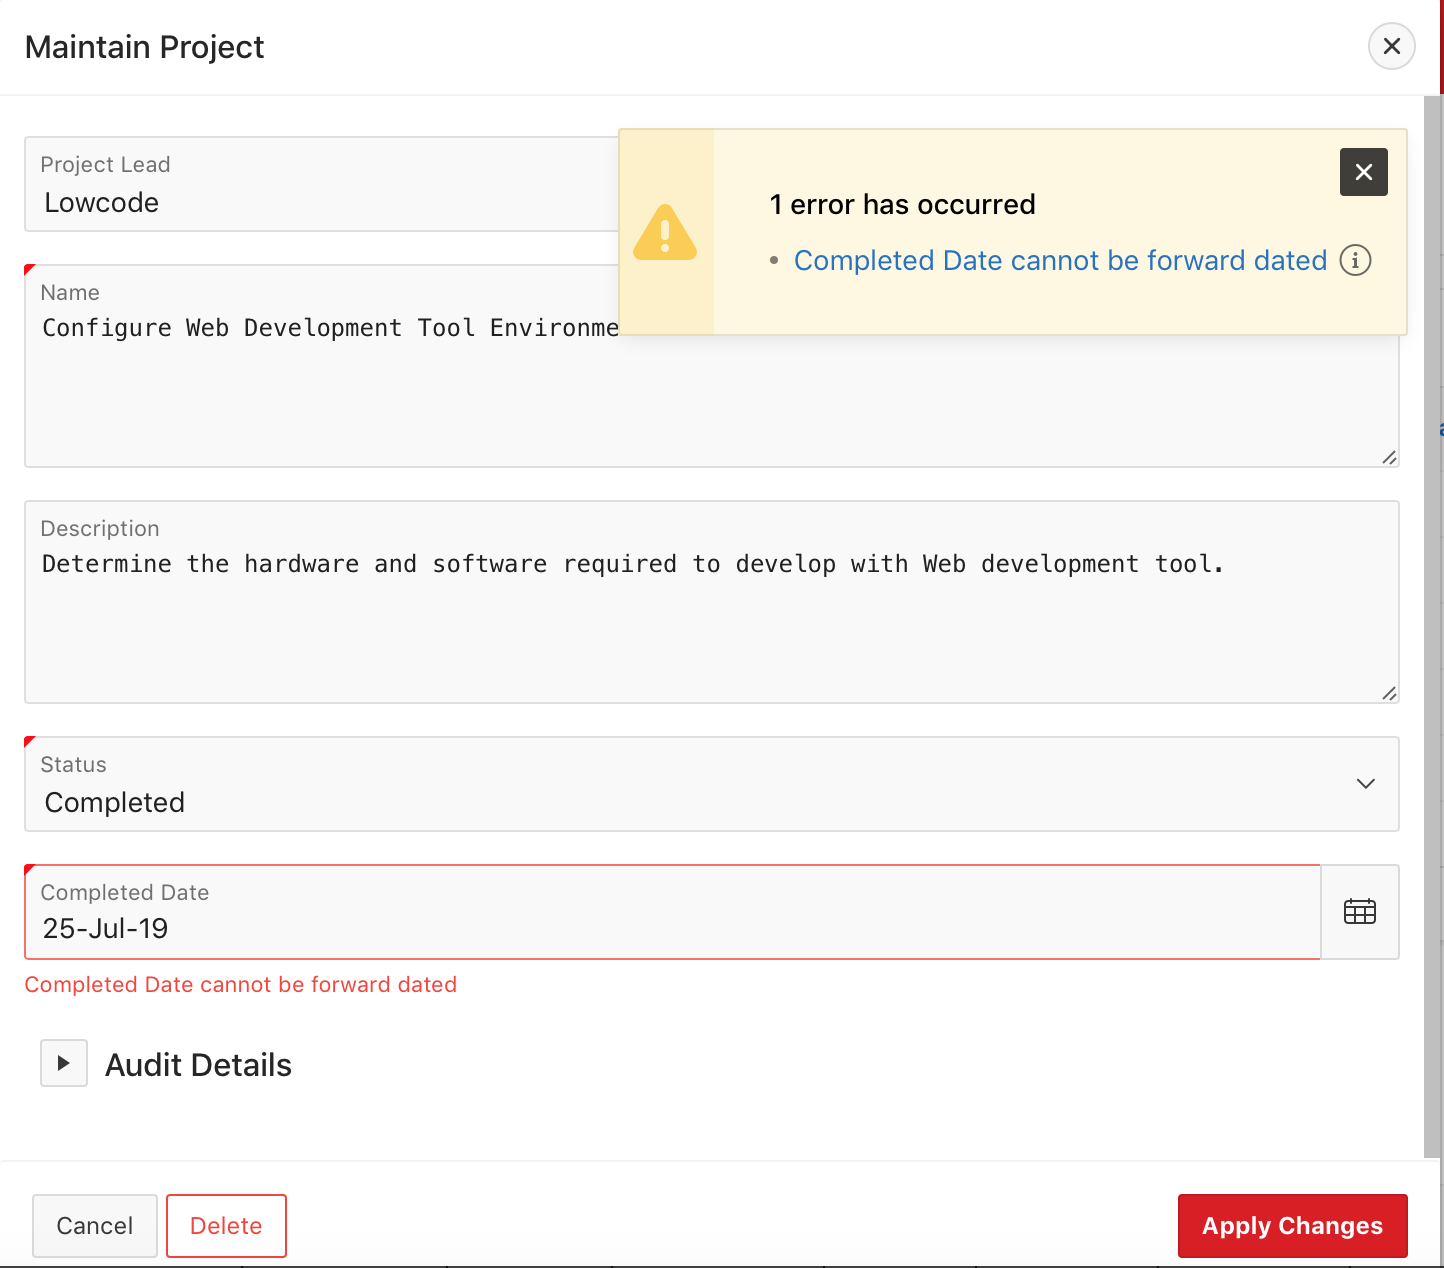 Maintain Project
Project Lead
Lowcode
1 error has occurred
• Completed Date cannot be forward dated
Name
Configure Web Development Tool Environme
Description
Determine the hardware and software required to develop with Web development tool.
Status
Completed
Completed Date
25-Jul-19
Completed Date cannot be forward dated
Audit Details
Cancel
Delete
Apply Changes